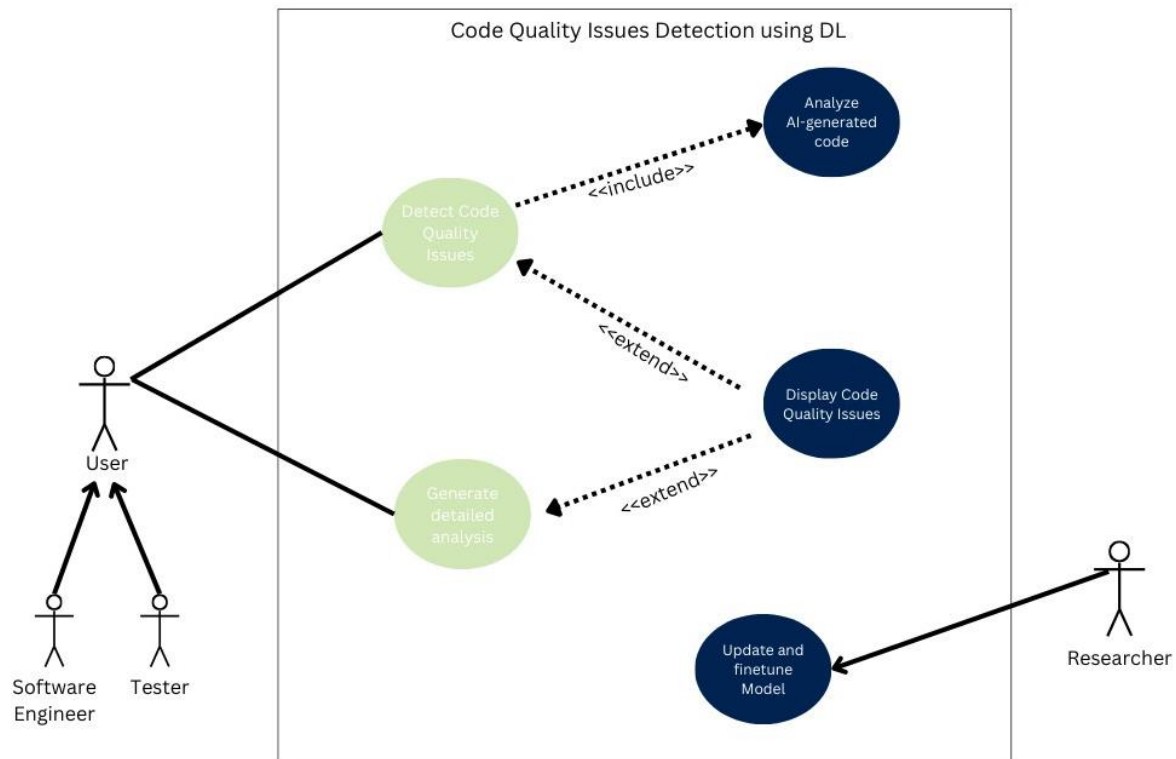 Code Quality Issues Detection using DL
Analyze
AI-generated
code
<<include>>
Detect Code
Quality
Issues
<<extend>>
Display Code
Quality Issues
User
<<extend>>
Generate
detailed
analysis
Software
Engineer
Tester
Update and
finetune
Model
Researcher